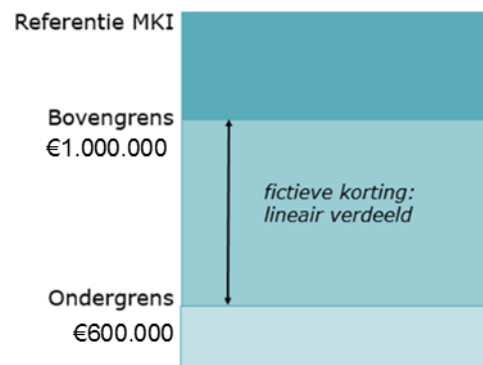 Referentie MKI
Bovengrens
€1.000.000
fictieve korting:
lineair verdeeld
Ondergrens
€600.000